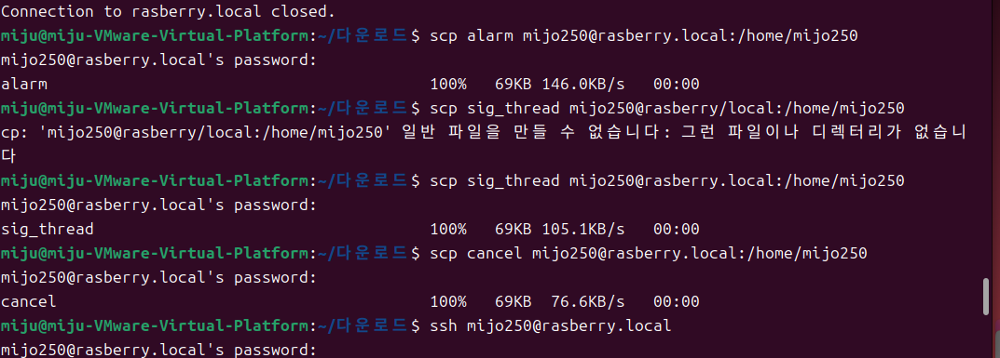 Connection to rasberry.local closed.
miju@miju-VMware-Virtual-Platform:~/다운로드$ scp alarm mijo250@rasberry.local:/home/mijo250
mijo250@rasberry.local's password:
alarm 100% 69KB 146.0KB/s 00:00
miju@miju-VMware-Virtual-Platform:~/다운로드$ scp sig_thread mijo250@rasberry/local:/home/mijo250
cp: 'mijo250@rasberry/local:/home/mijo250' 일반 파일을 만들 수 없습니다: 그런 파일이나 디렉터리가 없습니
다
miju@miju-VMware-Virtual-Platform:~/다운로드$ scp sig_thread mijo250@rasberry.local:/home/mijo250
mijo250@rasberry.local's password:
sig_thread 100% 69KB 105.1KB/s 00:00
miju@miju-VMware-Virtual-Platform:~/다운로드$ scp cancel mijo250@rasberry.local:/home/mijo250
mijo250@rasberry.local's password:
cancel 100% 69KB 76.6KB/s 00:00
miju@miju-VMware-Virtual-Platform:~/다운로드$ ssh mijo250@rasberry.local
mijo250@rasberry.local's password: